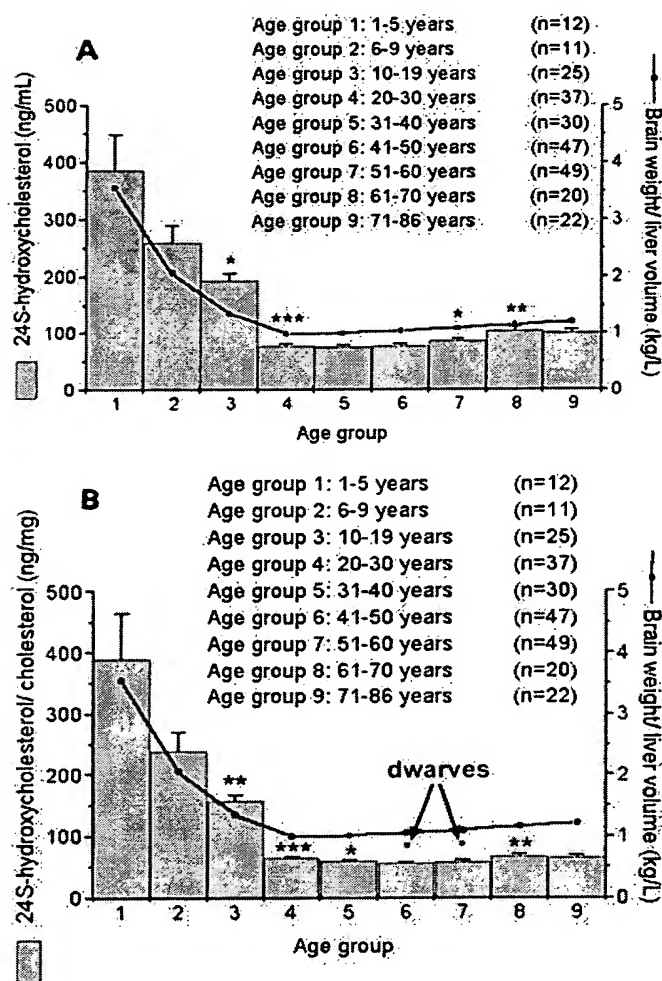 A
Age group 1: 1-5 years (n=12)
Age group 2: 6-9 years (n=11)
Age group 3: 10-19 years (n=25)
Age group 4: 20-30 years (n=37)
Age group 5: 31-40 years (n=30)
Age group 6: 41-50 years (n=47)
Age group 7: 51-60 years (n=49)
Age group 8: 61-70 years (n=20)
Age group 9: 71-86 years (n=22)
24S-hydroxycholesterol (ng/mL)
500
400
300
200
100
0
* *** * **
5
4
3
2
1
0
Brain weight/ liver volume (kg/L)
1 2 3 4 5 6 7 8 9
Age group
B
Age group 1: 1-5 years (n=12)
Age group 2: 6-9 years (n=11)
Age group 3: 10-19 years (n=25)
Age group 4: 20-30 years (n=37)
Age group 5: 31-40 years (n=30)
Age group 6: 41-50 years (n=47)
Age group 7: 51-60 years (n=49)
Age group 8: 61-70 years (n=20)
Age group 9: 71-86 years (n=22)
24S-hydroxycholesterol/ cholesterol (ng/mg)
500
400
300
200
100
0
dwarves
** *** * **
5
4
3
2
1
0
Brain weight/ liver volume (kg/L)
1 2 3 4 5 6 7 8 9
Age group